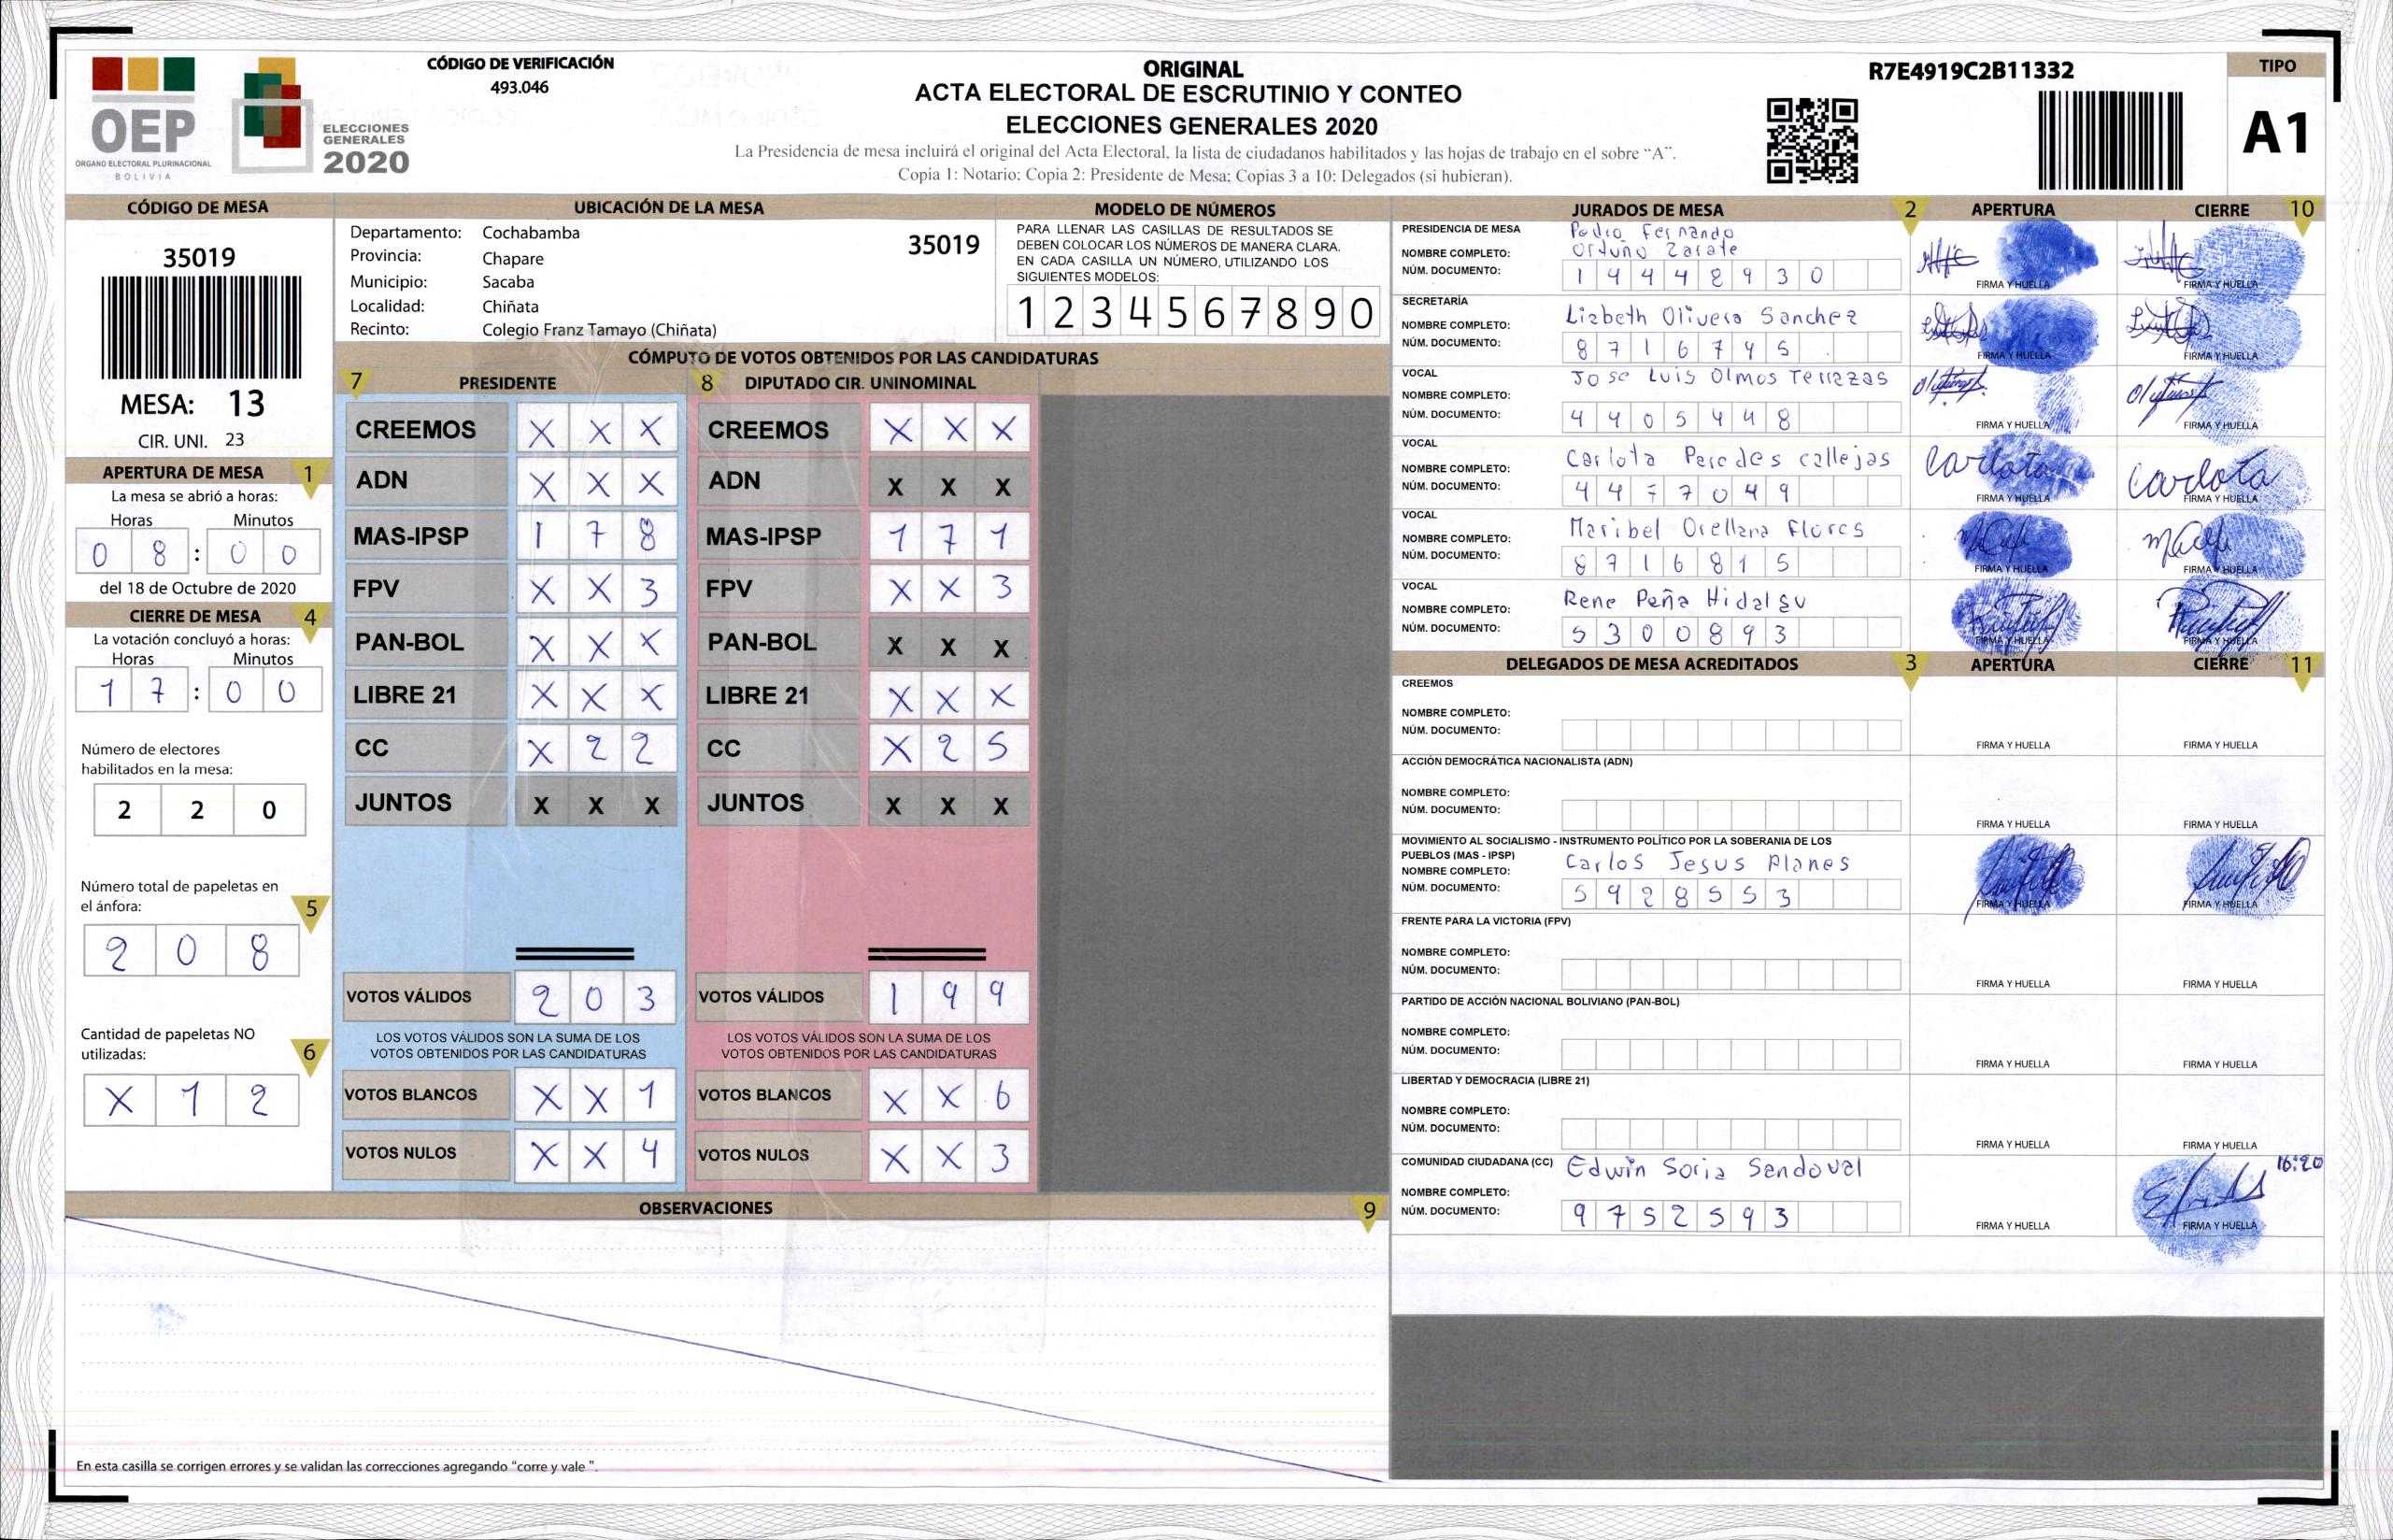 OEP
ÓRGANO ELECTORAL PLURINACIONAL
BOLIVIA
ELECCIONES
GENERALES
2020
CÓDIGO DE VERIFICACIÓN
493.046
ORIGINAL
ACTA ELECTORAL DE ESCRUTINIO Y CONTEO
ELECCIONES GENERALES 2020
La Presidencia de mesa incluirá el original del Acta Electoral, la lista de ciudadanos habilitados y las hojas de trabajo en el sobre “A”.
Copia 1: Notario; Copia 2: Presidente de Mesa; Copias 3 a 10: Delegados (si hubieran).
R7E4919C2B11332
TIPO
A1
CÓDIGO DE MESA
35019
MESA: 13
CIR. UNI. 23
APERTURA DE MESA 1
La mesa se abrió a horas:
Horas Minutos
0 8 : 0 0
del 18 de Octubre de 2020
CIERRE DE MESA 4
La votación concluyó a horas:
Horas Minutos
1 7 : 0 0
Número de electores
habilitados en la mesa:
2 2 0
Número total de papeletas en
el ánfora: 5
2 0 8
Cantidad de papeletas NO
utilizadas: 6
X 1 2
UBICACIÓN DE LA MESA
Departamento: Cochabamba 35019
Provincia: Chapare
Municipio: Sacaba
Localidad: Chiñata
Recinto: Colegio Franz Tamayo (Chiñata)
MODELO DE NÚMEROS
PARA LLENAR LAS CASILLAS DE RESULTADOS SE
DEBEN COLOCAR LOS NÚMEROS DE MANERA CLARA.
EN CADA CASILLA UN NÚMERO, UTILIZANDO LOS
SIGUIENTES MODELOS:
1 2 3 4 5 6 7 8 9 0
CÓMPUTO DE VOTOS OBTENIDOS POR LAS CANDIDATURAS
7 PRESIDENTE
CREEMOS X X X
ADN X X X
MAS-IPSP 1 7 8
FPV X X 3
PAN-BOL X X X
LIBRE 21 X X X
CC X 2 2
JUNTOS X X X
VOTOS VÁLIDOS 2 0 3
LOS VOTOS VÁLIDOS SON LA SUMA DE LOS
VOTOS OBTENIDOS POR LAS CANDIDATURAS
VOTOS BLANCOS X X 1
VOTOS NULOS X X 4
8 DIPUTADO CIR. UNINOMINAL
CREEMOS X X X
ADN X X X
MAS-IPSP 1 7 1
FPV X X 3
PAN-BOL X X X
LIBRE 21 X X X
CC X 2 5
JUNTOS X X X
VOTOS VÁLIDOS 1 9 9
LOS VOTOS VÁLIDOS SON LA SUMA DE LOS
VOTOS OBTENIDOS POR LAS CANDIDATURAS
VOTOS BLANCOS X X 6
VOTOS NULOS X X 3
OBSERVACIONES 9
En esta casilla se corrigen errores y se validan las correcciones agregando “corre y vale ”.
JURADOS DE MESA 2 APERTURA CIERRE 10
PRESIDENCIA DE MESA Pedro Fernando
NOMBRE COMPLETO: Ortuño Zarate
NÚM. DOCUMENTO: 1 4 4 4 8 9 3 0
FIRMA Y HUELLA FIRMA Y HUELLA
SECRETARÍA
NOMBRE COMPLETO: Lizbeth Olivera Sanchez
NÚM. DOCUMENTO: 8 7 1 6 7 4 5
FIRMA Y HUELLA FIRMA Y HUELLA
VOCAL Jose Luis Olmos Terrazas
NOMBRE COMPLETO:
NÚM. DOCUMENTO: 4 4 0 5 4 4 8
FIRMA Y HUELLA FIRMA Y HUELLA
VOCAL
NOMBRE COMPLETO: Carlota Paredes callejas
NÚM. DOCUMENTO: 4 4 7 7 0 4 9
Carlota Carlota
FIRMA Y HUELLA FIRMA Y HUELLA
VOCAL
NOMBRE COMPLETO: Maribel Orellana Flores
NÚM. DOCUMENTO: 8 7 1 6 8 1 5
FIRMA Y HUELLA FIRMA Y HUELLA
VOCAL
NOMBRE COMPLETO: Rene Peña Hidalgo
NÚM. DOCUMENTO: 5 3 0 0 8 9 3
FIRMA Y HUELLA FIRMA Y HUELLA
DELEGADOS DE MESA ACREDITADOS 3 APERTURA CIERRE 11
CREEMOS
NOMBRE COMPLETO:
NÚM. DOCUMENTO:
FIRMA Y HUELLA FIRMA Y HUELLA
ACCIÓN DEMOCRÁTICA NACIONALISTA (ADN)
NOMBRE COMPLETO:
NÚM. DOCUMENTO:
FIRMA Y HUELLA FIRMA Y HUELLA
MOVIMIENTO AL SOCIALISMO - INSTRUMENTO POLÍTICO POR LA SOBERANIA DE LOS
PUEBLOS (MAS - IPSP)
NOMBRE COMPLETO: Carlos Jesus Planes
NÚM. DOCUMENTO: 5 9 2 8 5 5 3
FIRMA Y HUELLA FIRMA Y HUELLA
FRENTE PARA LA VICTORIA (FPV)
NOMBRE COMPLETO:
NÚM. DOCUMENTO:
FIRMA Y HUELLA FIRMA Y HUELLA
PARTIDO DE ACCIÓN NACIONAL BOLIVIANO (PAN-BOL)
NOMBRE COMPLETO:
NÚM. DOCUMENTO:
FIRMA Y HUELLA FIRMA Y HUELLA
LIBERTAD Y DEMOCRACIA (LIBRE 21)
NOMBRE COMPLETO:
NÚM. DOCUMENTO:
FIRMA Y HUELLA FIRMA Y HUELLA
COMUNIDAD CIUDADANA (CC) Edwin Soria Sandoval 16:20
NOMBRE COMPLETO:
NÚM. DOCUMENTO: 9 7 5 2 5 9 3
FIRMA Y HUELLA FIRMA Y HUELLA